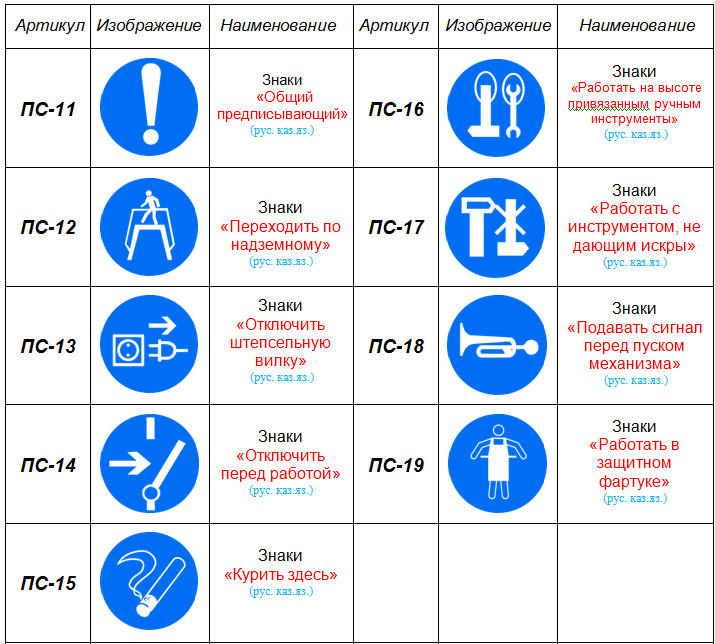 Артикул Изображение Наименование Артикул Изображение Наименование
ПС-11
Знаки
«Общий
предписывающий»
(рус. каз.яз.)
ПС-16
Знаки
«Работать на высоте
привязанным ручным
инструменты»
(рус. каз.яз.)
ПС-12
Знаки
«Переходить по
надземному»
(рус. каз.яз.)
ПС-17
Знаки
«Работать с
инструментом, не
дающим искры»
(рус. каз.яз.)
ПС-13
Знаки
«Отключить
штепсельную
вилку»
(рус. каз.яз.)
ПС-18
Знаки
«Подавать сигнал
перед пуском
механизма»
(рус. каз.яз.)
ПС-14
Знаки
«Отключить
перед работой»
(рус. каз.яз.)
ПС-19
Знаки
«Работать в
защитном
фартуке»
(рус. каз.яз.)
ПС-15
Знаки
«Курить здесь»
(рус. каз.яз.)